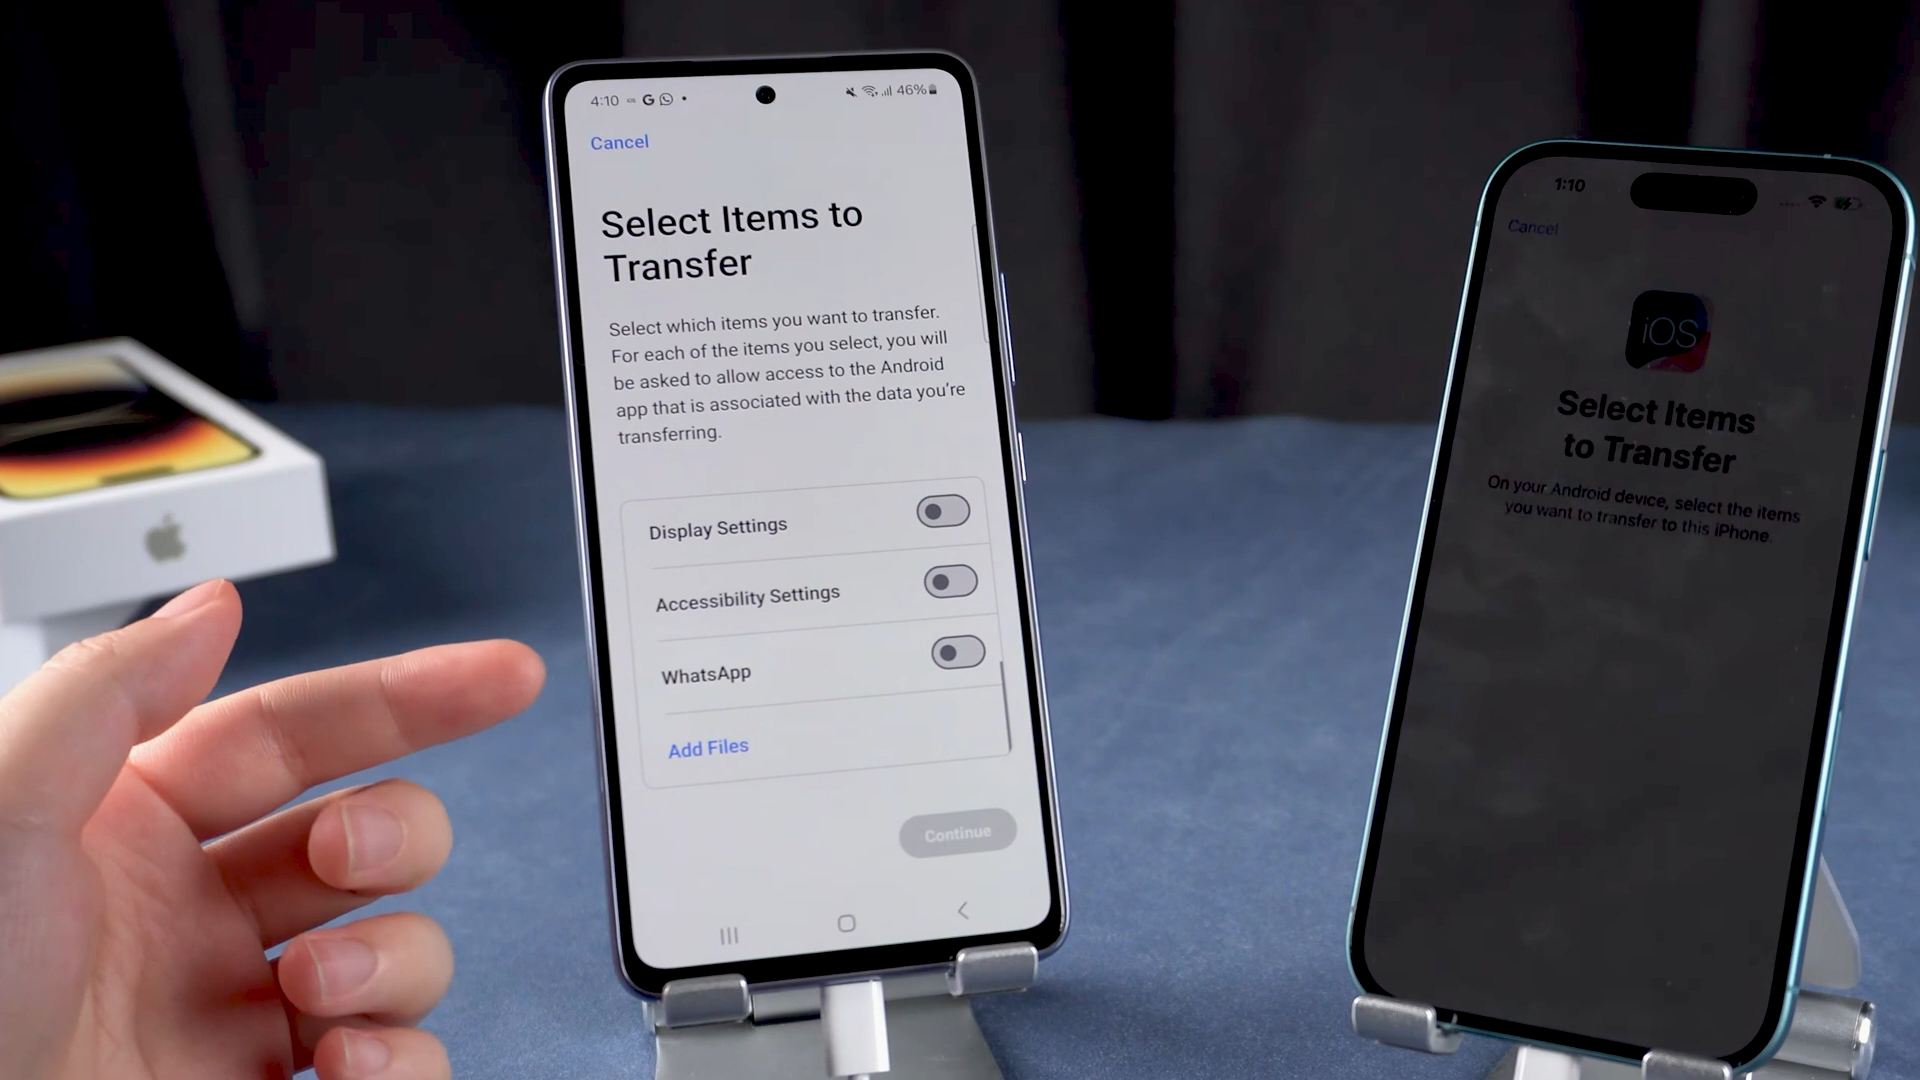 4:10
46%
Cancel
Select Items to
Transfer
Select which items you want to transfer.
For each of the items you select, you will
be asked to allow access to the Android
app that is associated with the data you're
transferring.
Display Settings
Accessibility Settings
WhatsApp
Add Files
Continue
1:10
Cancel
iOS
Select Items
to Transfer
On your Android device, select the items
you want to transfer to this iPhone.